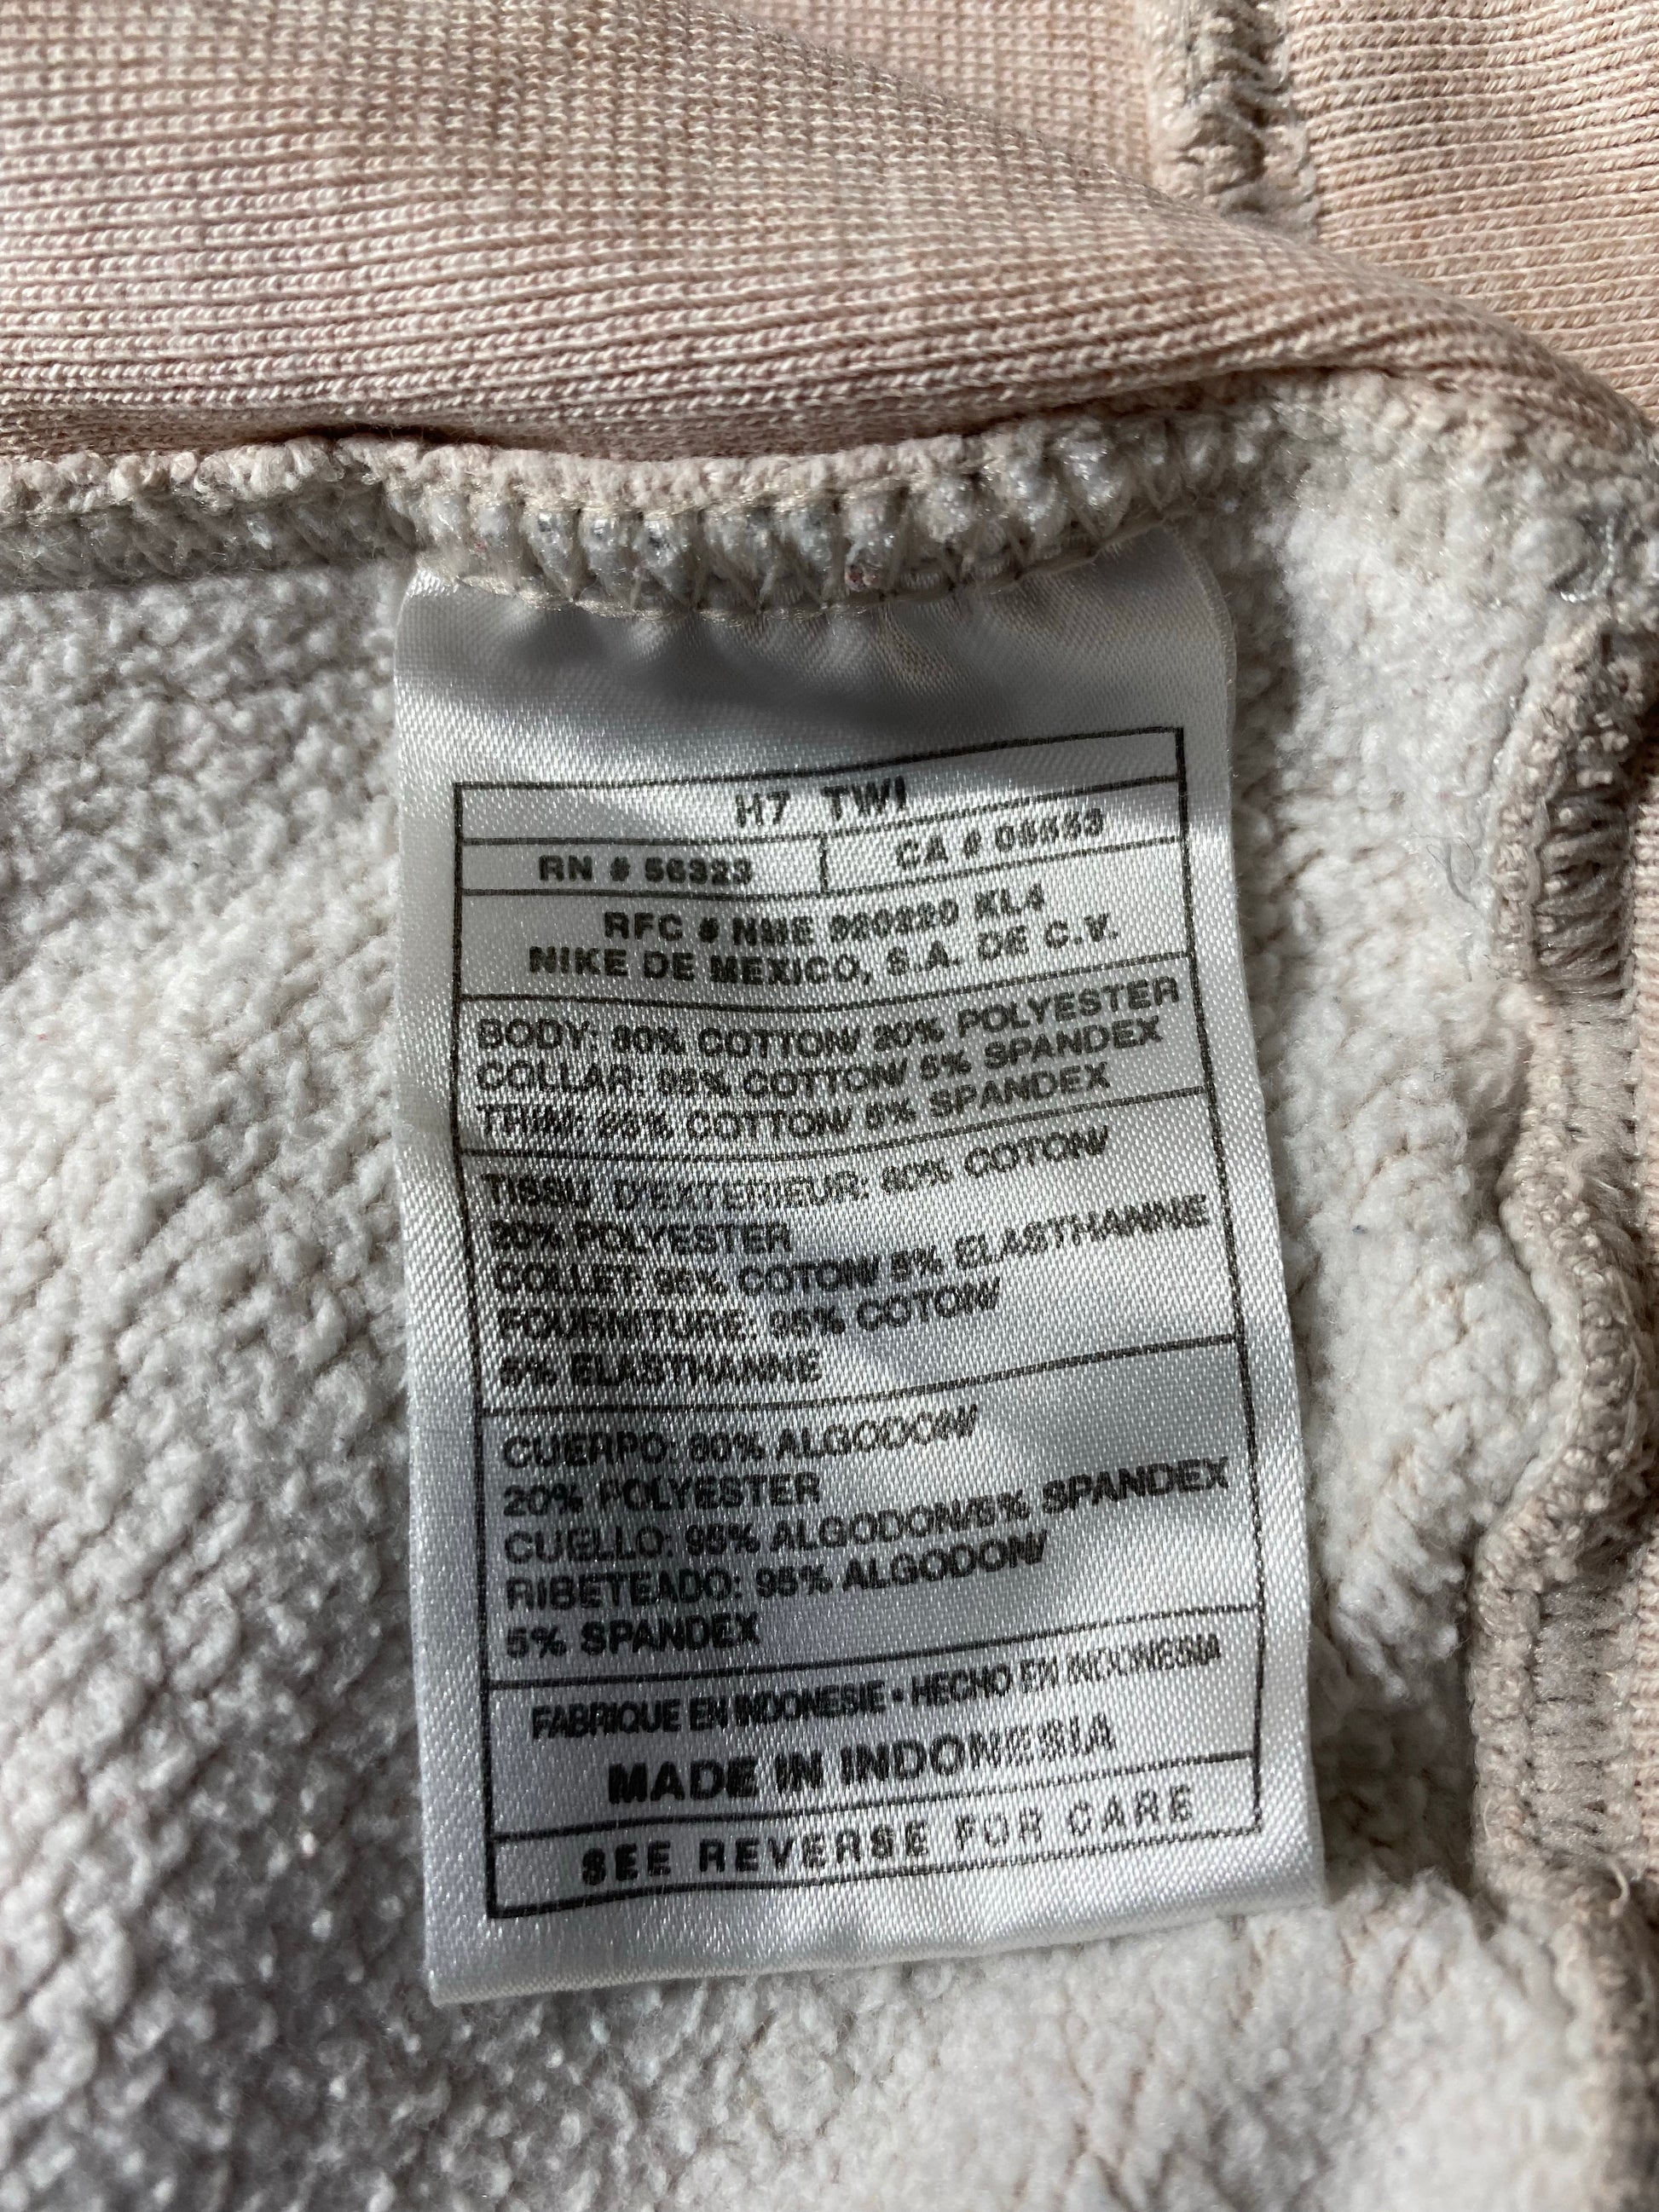 H7 TWI
RN # 56323
CA # 05553
RFC # NME 920220 KL4
NIKE DE MEXICO, S.A. DE C.V.
BODY: 80% COTTON/ 20% POLYESTER
COLLAR: 95% COTTON/ 5% SPANDEX
TRIM: 95% COTTON/ 5% SPANDEX
TISSU D'EXTERIEUR: 80% COTON/
20% POLYESTER
COLLET: 95% COTON/ 5% ELASTHANNE
FOURNITURE: 95% COTON/
5% ELASTHANNE
CUERPO: 80% ALGODON/
20% POLYESTER
CUELLO: 95% ALGODON/5% SPANDEX
RIBETEADO: 95% ALGODON/
5% SPANDEX
FABRIQUE EN INDONESIE • HECHO EN INDONESIA
MADE IN INDONESIA
SEE REVERSE FOR CARE